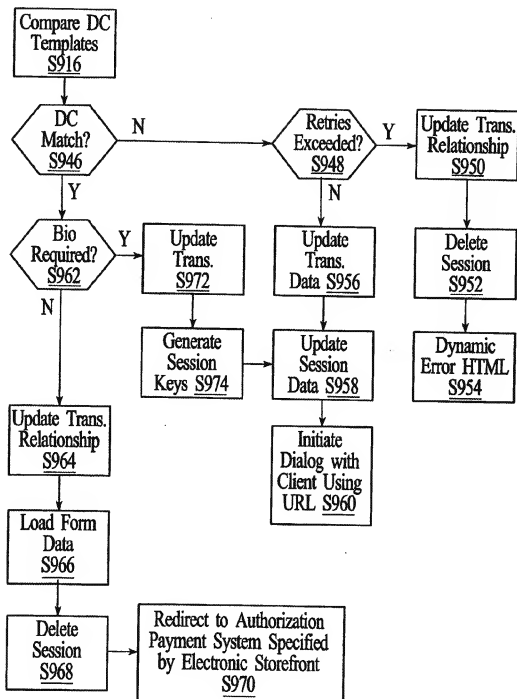 Compare DC
Templates
S916
DC
Match?
S946
N
Y
Retries
Exceeded?
S948
Y
N
Update Trans.
Relationship
S950
Delete
Session
S952
Dynamic
Error HTML
S954
Bio
Required?
S962
Y
N
Update
Trans.
S972
Generate
Session
Keys S974
Update
Trans.
Data S956
Update
Session
Data S958
Initiate
Dialog with
Client Using
URL S960
Update Trans.
Relationship
S964
Load Form
Data
S966
Delete
Session
S968
Redirect to Authorization
Payment System Specified
by Electronic Storefront
S970